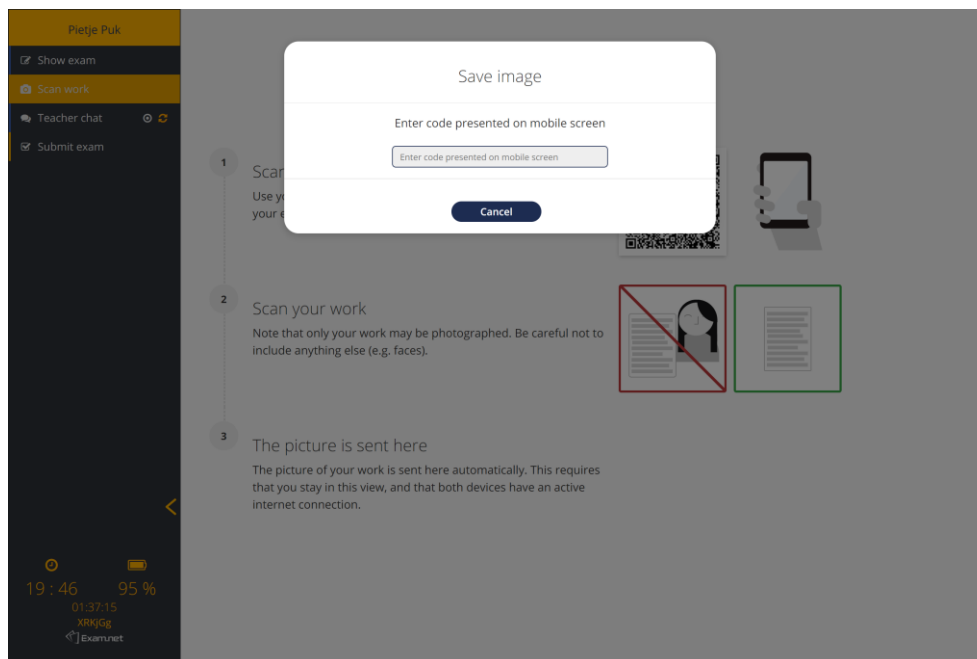 Pietje Puk
Show exam
Scan work
Teacher chat
Submit exam
19 : 46
95 %
01:37:15
XRKjGg
Exam.net
Save image
Enter code presented on mobile screen
Enter code presented on mobile screen
Cancel
1
Scan
Use yo
your e
2
Scan your work
Note that only your work may be photographed. Be careful not to
include anything else (e.g. faces).
3
The picture is sent here
The picture of your work is sent here automatically. This requires
that you stay in this view, and that both devices have an active
internet connection.